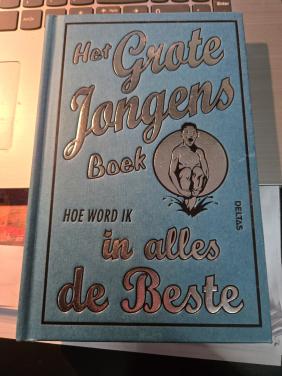 Het Grote
Jongens
Boek
HOE WORD IK
in alles
de Beste
DELTAS